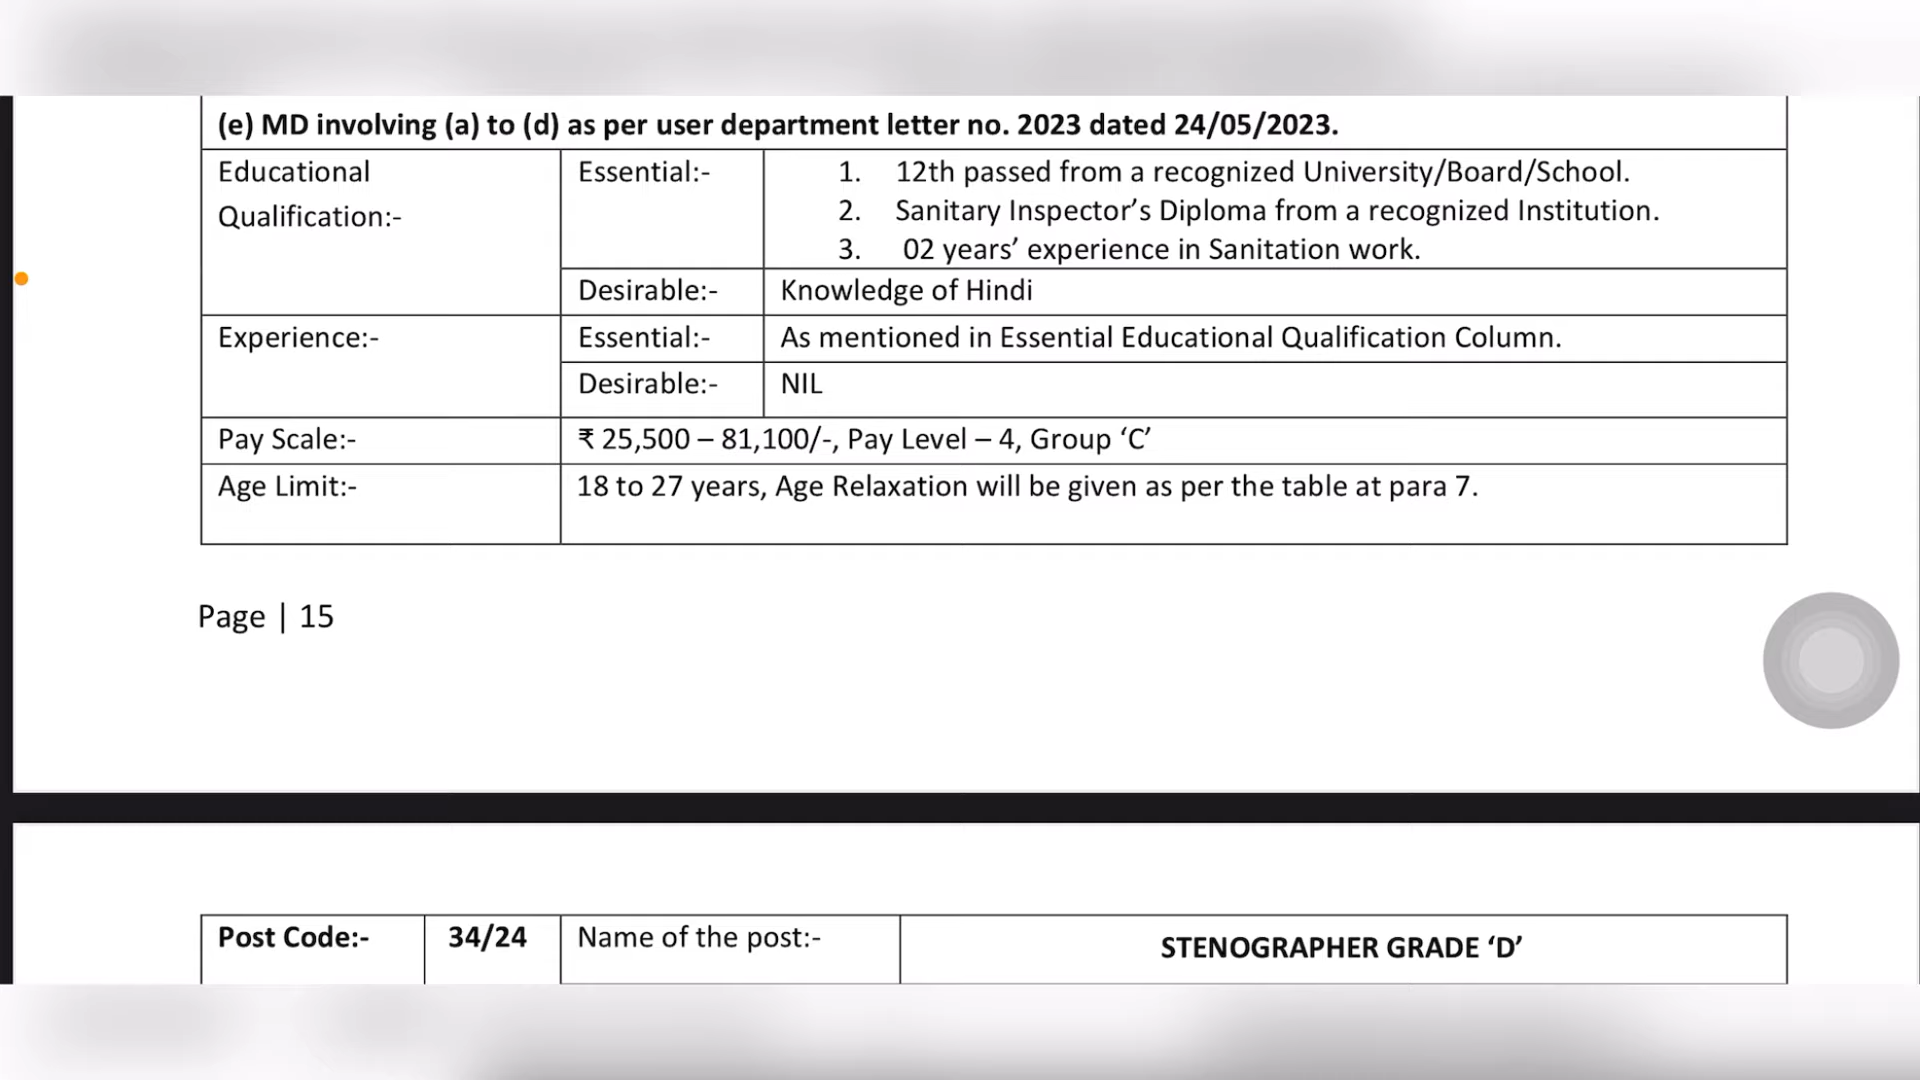 (e) MD involving (a) to (d) as per user department letter no. 2023 dated 24/05/2023.
Educational
Qualification:-
Essential:-
1. 12th passed from a recognized University/Board/School.
2. Sanitary Inspector’s Diploma from a recognized Institution.
3. 02 years’ experience in Sanitation work.
Desirable:-
Knowledge of Hindi
Experience:-
Essential:-
As mentioned in Essential Educational Qualification Column.
Desirable:-
NIL
Pay Scale:-
₹ 25,500 – 81,100/-, Pay Level – 4, Group ‘C’
Age Limit:-
18 to 27 years, Age Relaxation will be given as per the table at para 7.
Page | 15
Post Code:-
34/24
Name of the post:-
STENOGRAPHER GRADE ‘D’